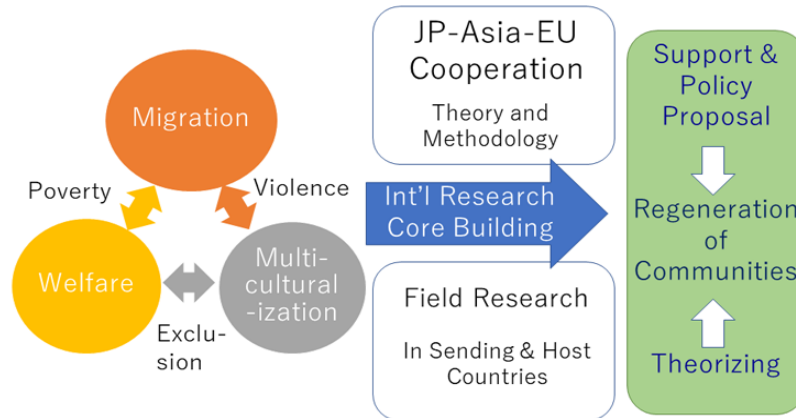 Migration
Poverty
Violence
Welfare
Multi-
cultural
-ization
Exclu-
sion
JP-Asia-EU
Cooperation
Theory and
Methodology
Int'l Research
Core Building
Field Research
In Sending & Host
Countries
Support &
Policy
Proposal
Regeneration
of
Communities
Theorizing